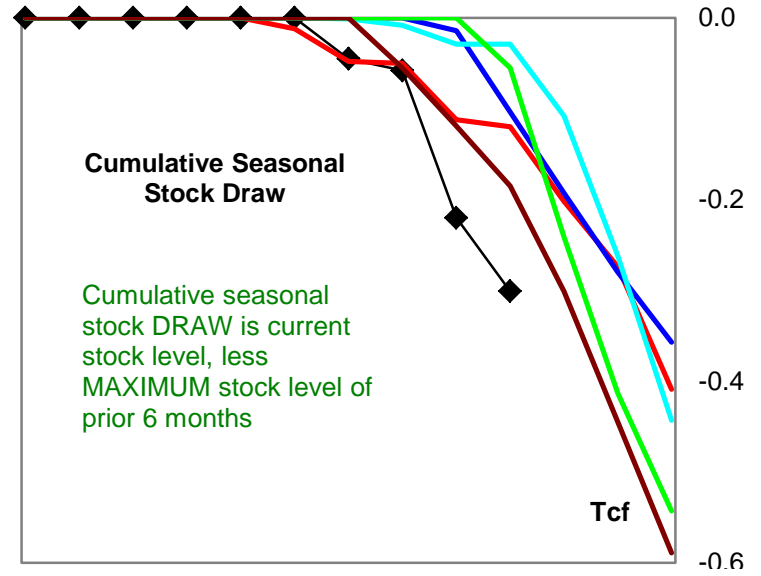 0.0
Cumulative Seasonal
Stock Draw
-0.2
Cumulative seasonal
stock DRAW is current
stock level, less
MAXIMUM stock level of
prior 6 months
-0.4
Tcf
-0.6